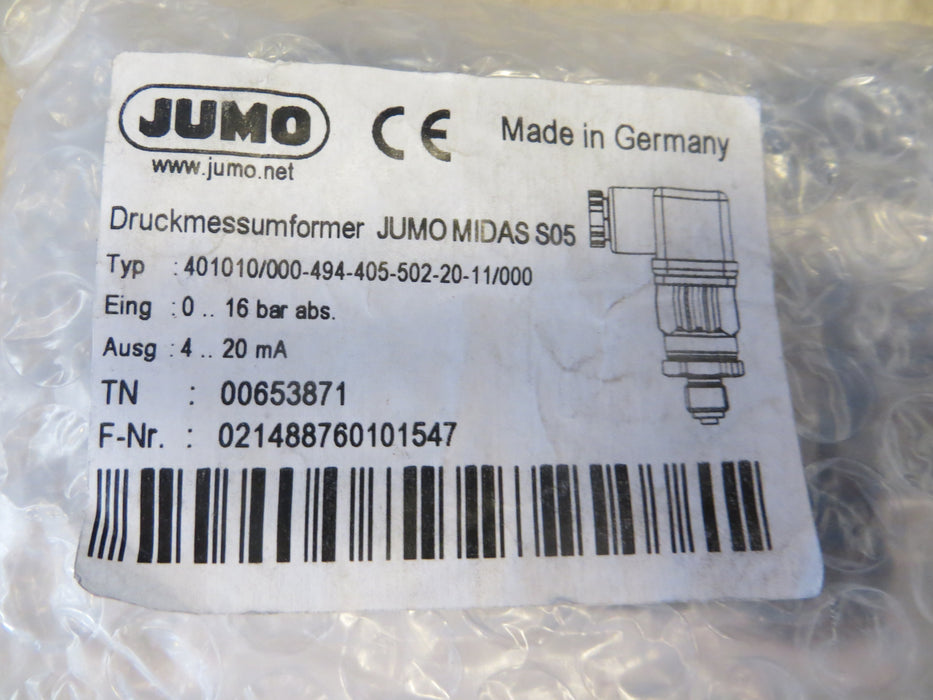 JUMO
www.jumo.net
CE
Made in Germany
Druckmessumformer JUMO MIDAS S05
Typ : 401010/000-494-405-502-20-11/000
Eing : 0 .. 16 bar abs.
Ausg : 4 .. 20 mA
TN : 00653871
F-Nr. : 021488760101547